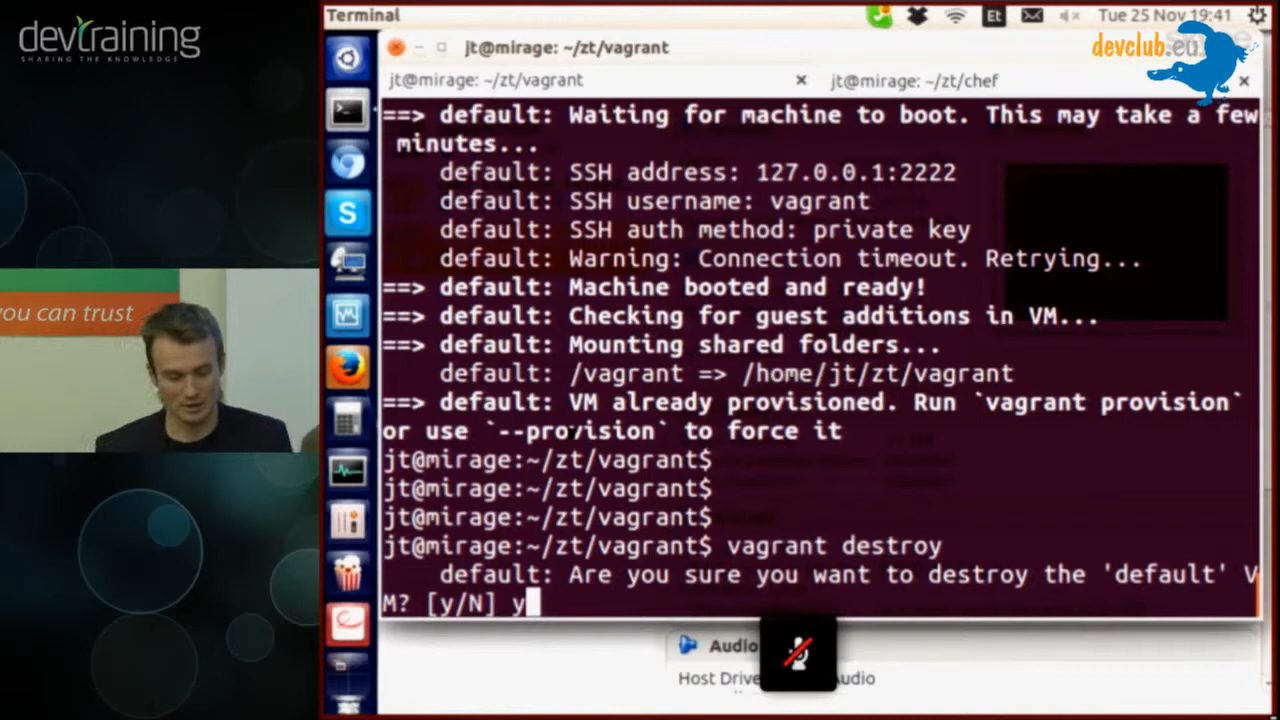 devtraining
SHARING THE KNOWLEDGE
you can trust
Terminal
Et
Tue 25 Nov 19:41
devclub.eu
jt@mirage: ~/zt/vagrant
jt@mirage: ~/zt/vagrant
jt@mirage: ~/zt/chef
==> default: Waiting for machine to boot. This may take a few
minutes...
default: SSH address: 127.0.0.1:2222
default: SSH username: vagrant
default: SSH auth method: private key
default: Warning: Connection timeout. Retrying...
==> default: Machine booted and ready!
==> default: Checking for guest additions in VM...
==> default: Mounting shared folders...
default: /vagrant => /home/jt/zt/vagrant
==> default: VM already provisioned. Run `vagrant provision`
or use `--provision` to force it
jt@mirage:~/zt/vagrant$
jt@mirage:~/zt/vagrant$
jt@mirage:~/zt/vagrant$
jt@mirage:~/zt/vagrant$ vagrant destroy
default: Are you sure you want to destroy the 'default' V
M? [y/N] y
Audio
Host Drive